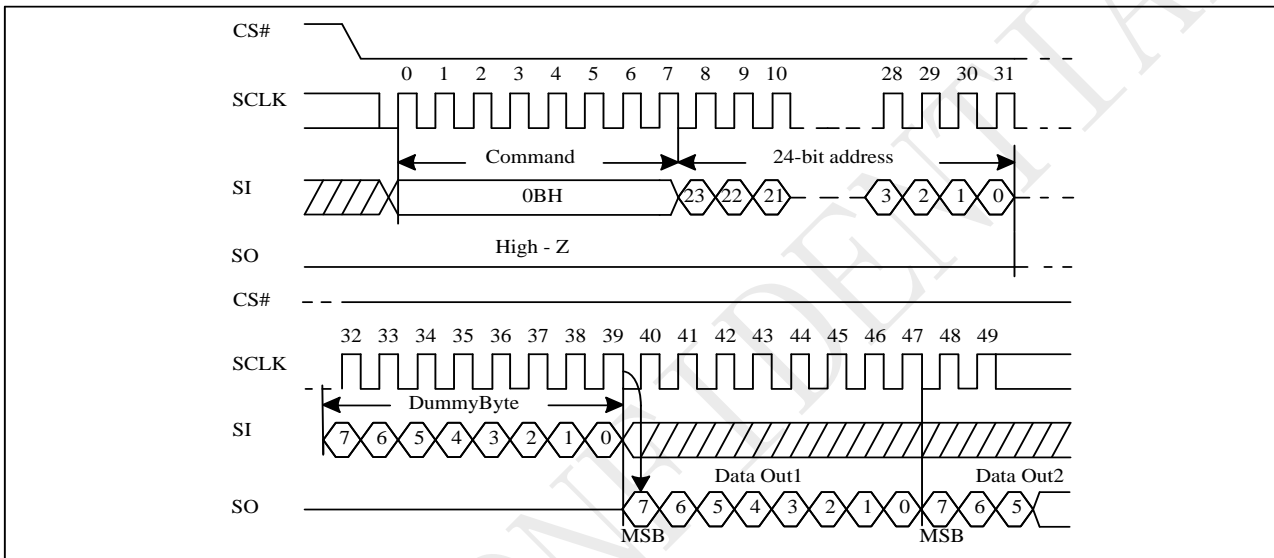 CS#
0 1 2 3 4 5 6 7 8 9 10 28 29 30 31
SCLK
Command 24-bit address
SI 0BH 23 22 21 3 2 1 0
High - Z
SO
CS#
32 33 34 35 36 37 38 39 40 41 42 43 44 45 46 47 48 49
SCLK
DummyByte
SI 7 6 5 4 3 2 1 0
Data Out1 Data Out2
SO 7 6 5 4 3 2 1 0 7 6 5
MSB MSB